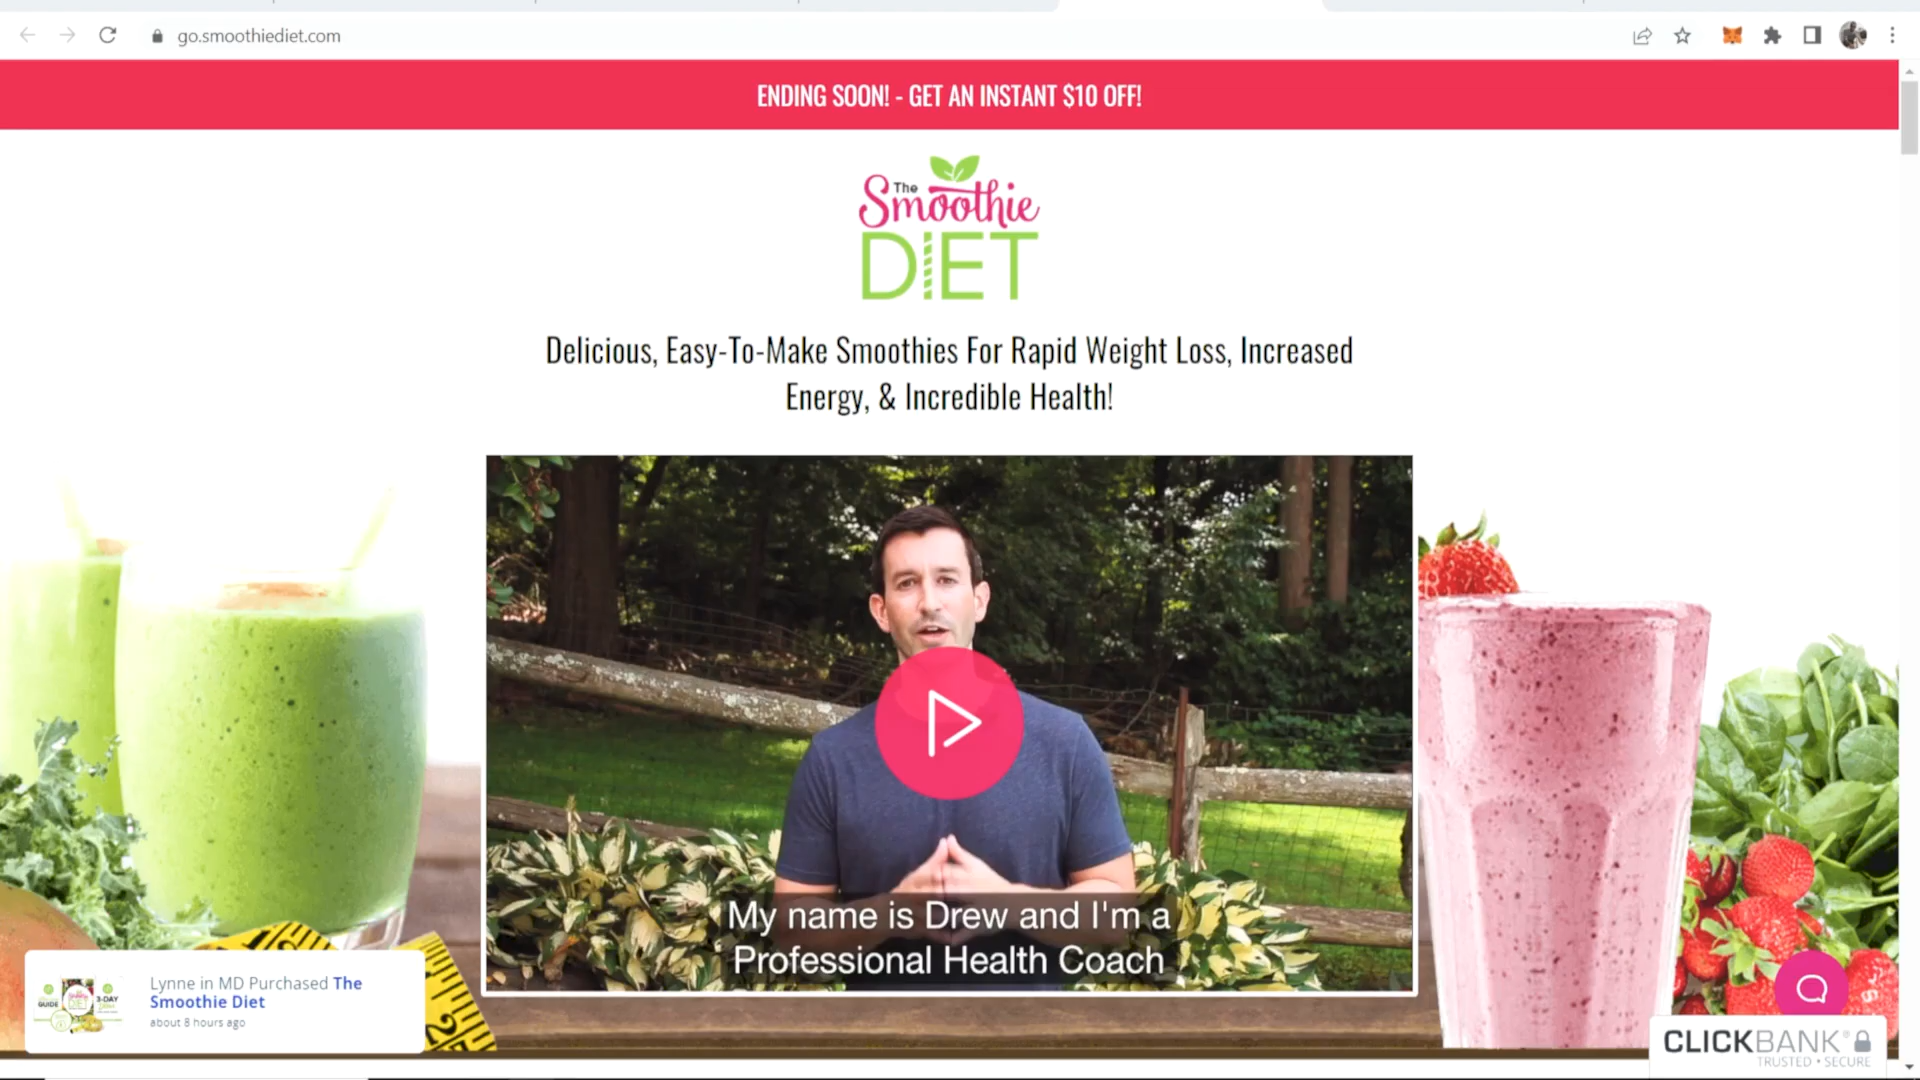 go.smoothiediet.com
ENDING SOON! - GET AN INSTANT $10 OFF!
The
Smoothie
DIET
Delicious, Easy-To-Make Smoothies For Rapid Weight Loss, Increased
Energy, & Incredible Health!
My name is Drew and I'm a
Professional Health Coach
Lynne in MD Purchased The
Smoothie Diet
about 8 hours ago
GUIDE
3-DAY
CLICKBANK®
TRUSTED • SECURE